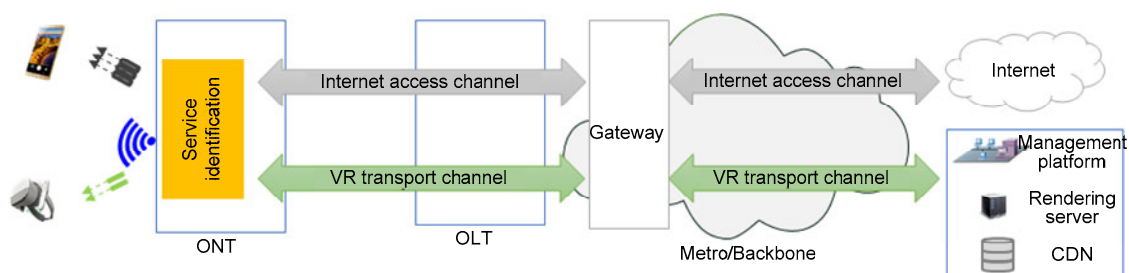 Internet access channel
Internet access channel
Internet
Service
identification
Gateway
Management
platform
VR transport channel
VR transport channel
Rendering
server
ONT
OLT
Metro/Backbone
CDN